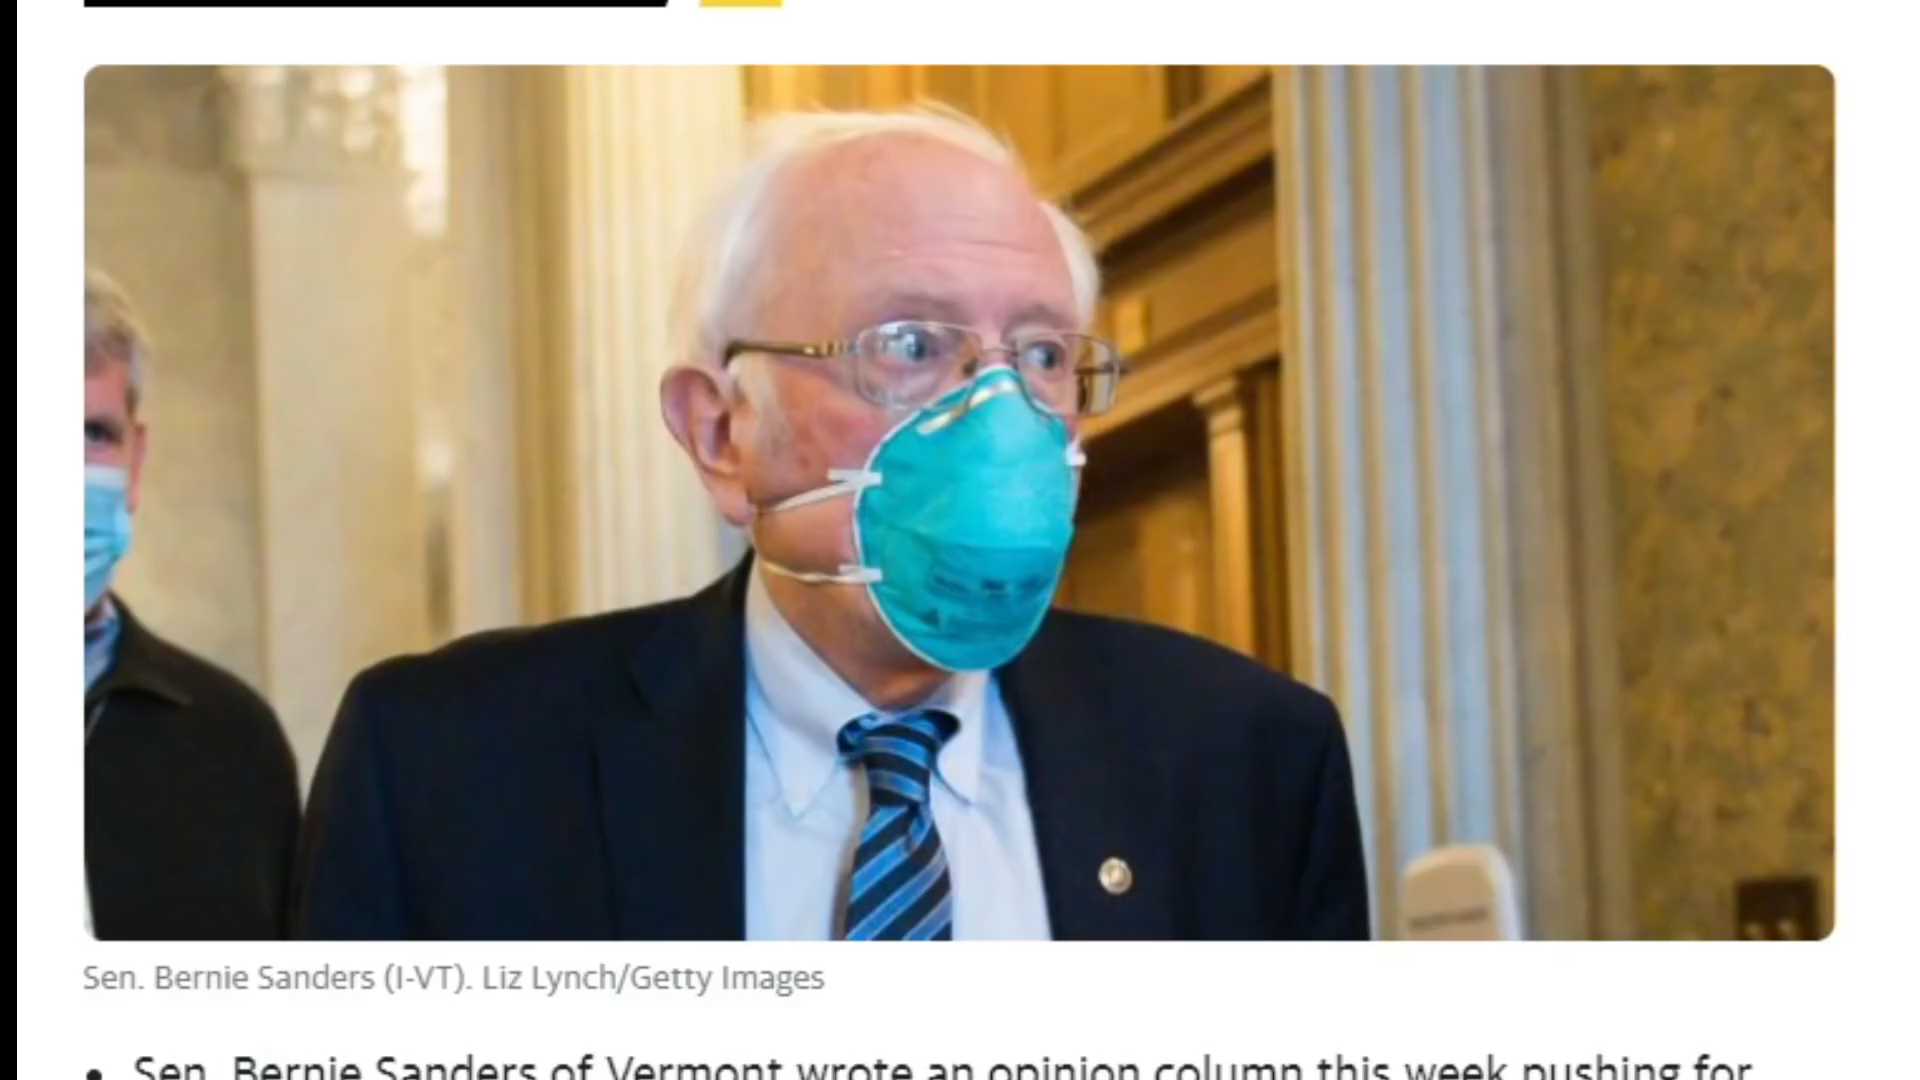 Sen. Bernie Sanders (I-VT). Liz Lynch/Getty Images
• Sen. Bernie Sanders of Vermont wrote an opinion column this week pushing for